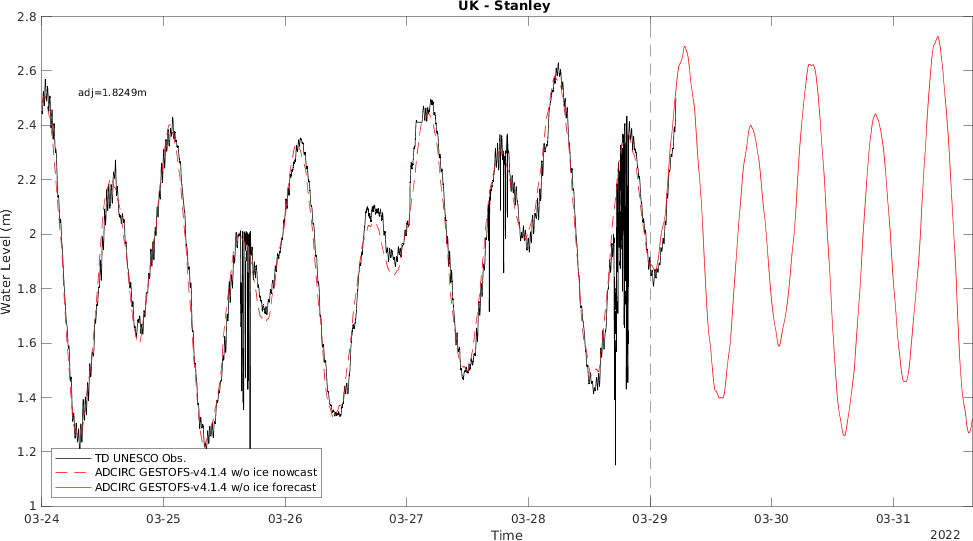 UK - Stanley
2.8
2.6
adj=1.8249m
2.4
2.2
2
1.8
1.6
1.4
1.2
1
Water Level (m)
TD UNESCO Obs.
ADCIRC GESTOFS-v4.1.4 w/o ice nowcast
ADCIRC GESTOFS-v4.1.4 w/o ice forecast
03-24 03-25 03-26 03-27 03-28 03-29 03-30 03-31
Time
2022